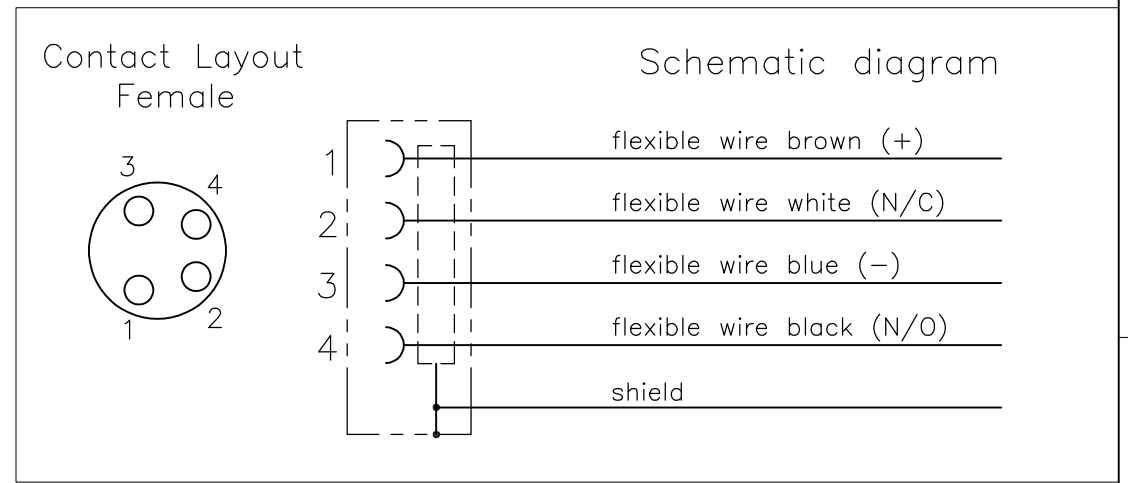 Contact Layout
Female
3
4
1
2
Schematic diagram
1 flexible wire brown (+)
2 flexible wire white (N/C)
3 flexible wire blue (−)
4 flexible wire black (N/O)
shield